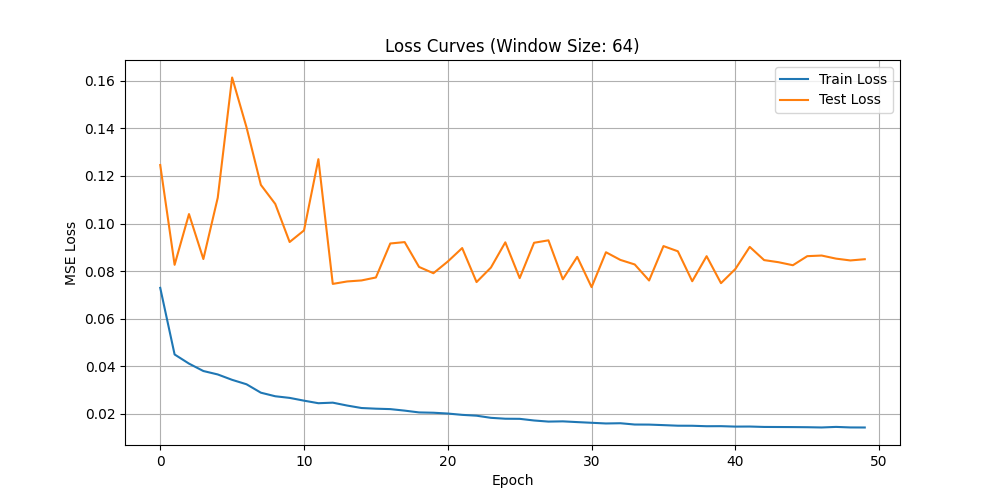 Loss Curves (Window Size: 64)
Train Loss
Test Loss
MSE Loss
0.16
0.14
0.12
0.10
0.08
0.06
0.04
0.02
0 10 20 30 40 50
Epoch